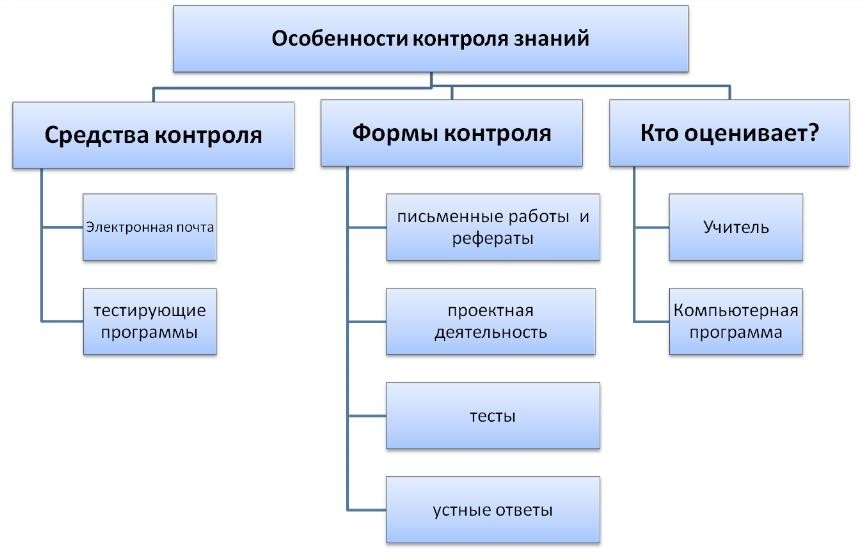 Особенности контроля знаний
Средства контроля
Электронная почта
тестирующие
программы
Формы контроля
письменные работы и
рефераты
проектная
деятельность
тесты
устные ответы
Кто оценивает?
Учитель
Компьютерная
программа